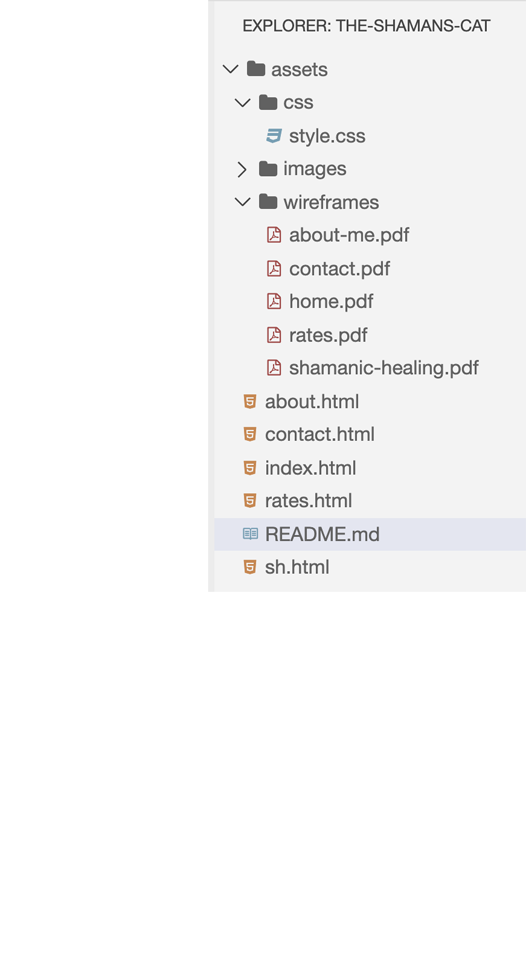 EXPLORER: THE-SHAMANS-CAT
assets
css
style.css
images
wireframes
about-me.pdf
contact.pdf
home.pdf
rates.pdf
shamanic-healing.pdf
about.html
contact.html
index.html
rates.html
README.md
sh.html